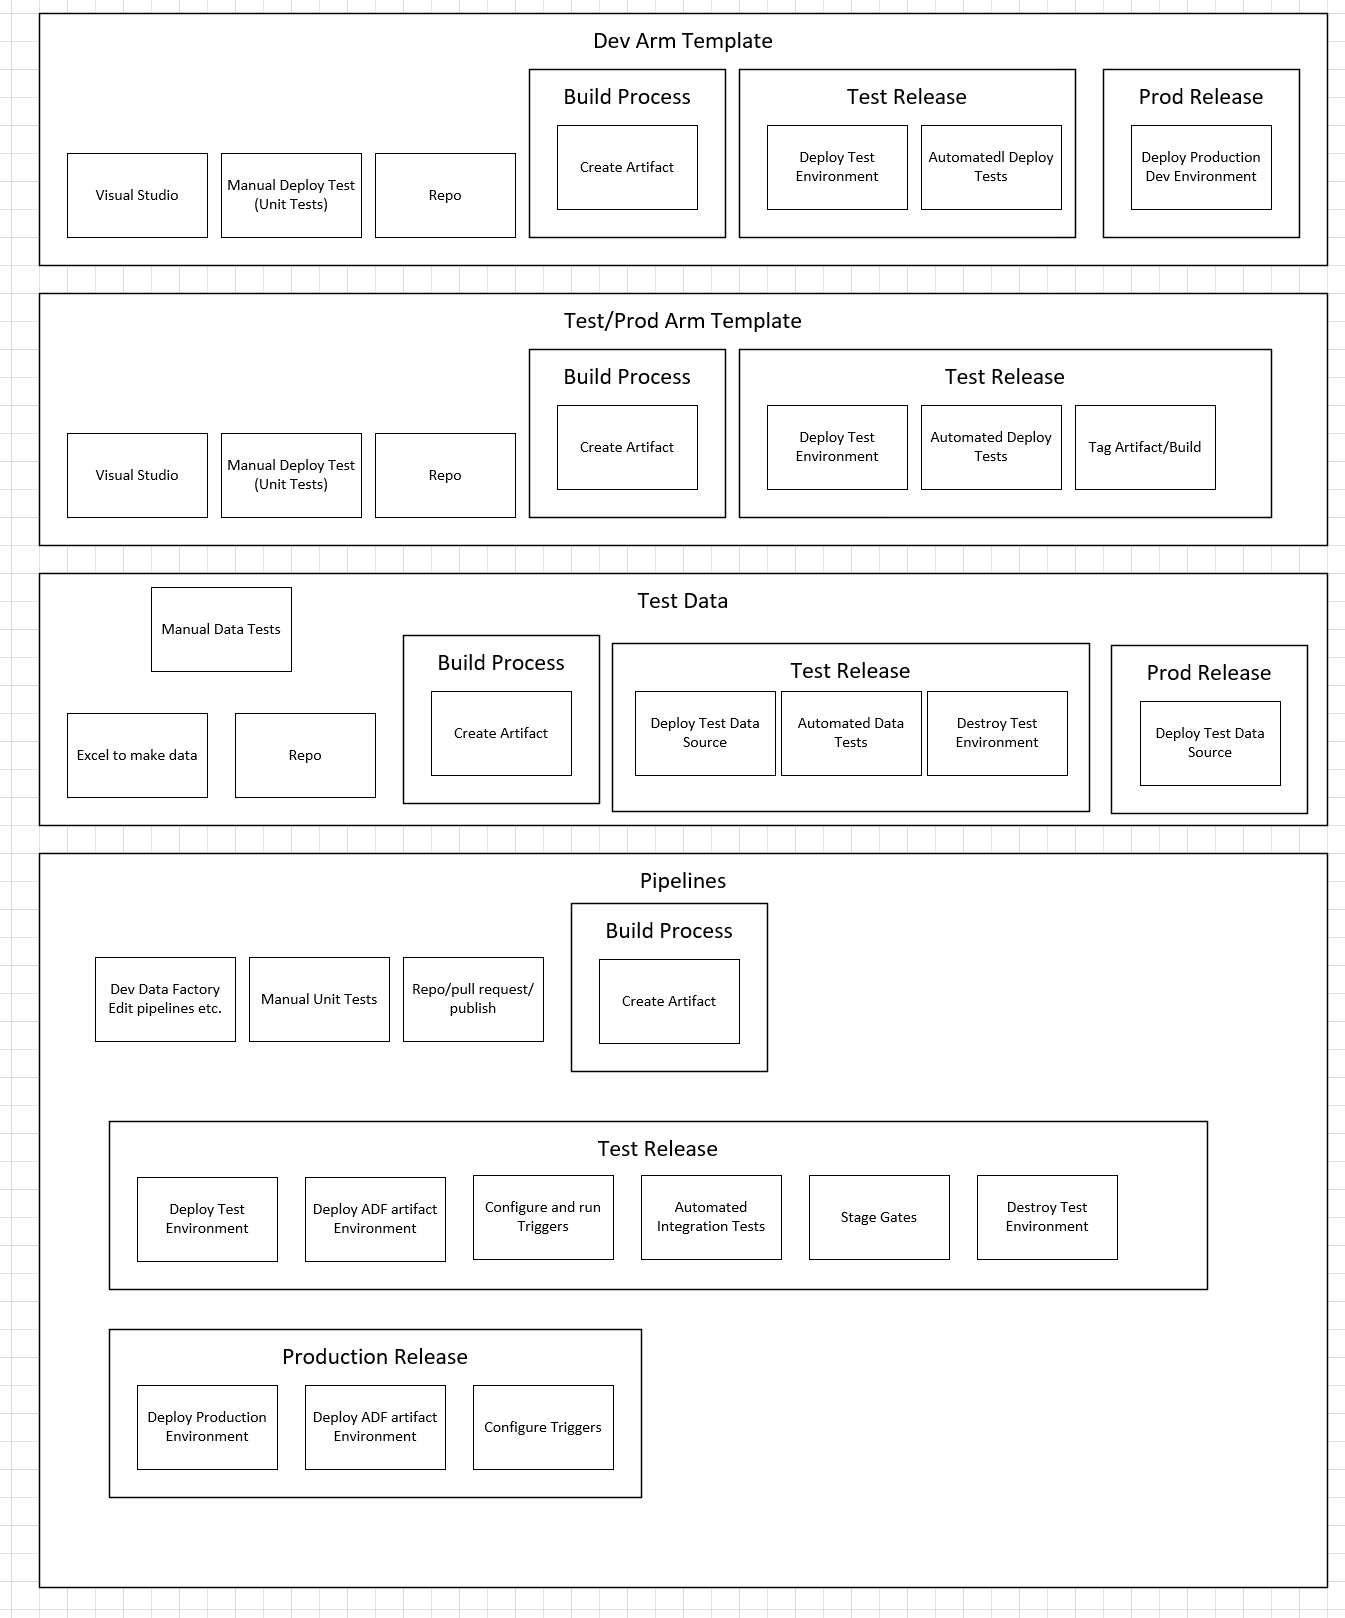 Dev Arm Template
Visual Studio
Manual Deploy Test
(Unit Tests)
Repo
Build Process
Create Artifact
Test Release
Deploy Test
Environment
Automatedl Deploy
Tests
Prod Release
Deploy Production
Dev Environment
Test/Prod Arm Template
Visual Studio
Manual Deploy Test
(Unit Tests)
Repo
Build Process
Create Artifact
Test Release
Deploy Test
Environment
Automated Deploy
Tests
Tag Artifact/Build
Test Data
Manual Data Tests
Excel to make data
Repo
Build Process
Create Artifact
Test Release
Deploy Test Data
Source
Automated Data
Tests
Destroy Test
Environment
Prod Release
Deploy Test Data
Source
Pipelines
Dev Data Factory
Edit pipelines etc.
Manual Unit Tests
Repo/pull request/
publish
Build Process
Create Artifact
Test Release
Deploy Test
Environment
Deploy ADF artifact
Environment
Configure and run
Triggers
Automated
Integration Tests
Stage Gates
Destroy Test
Environment
Production Release
Deploy Production
Environment
Deploy ADF artifact
Environment
Configure Triggers